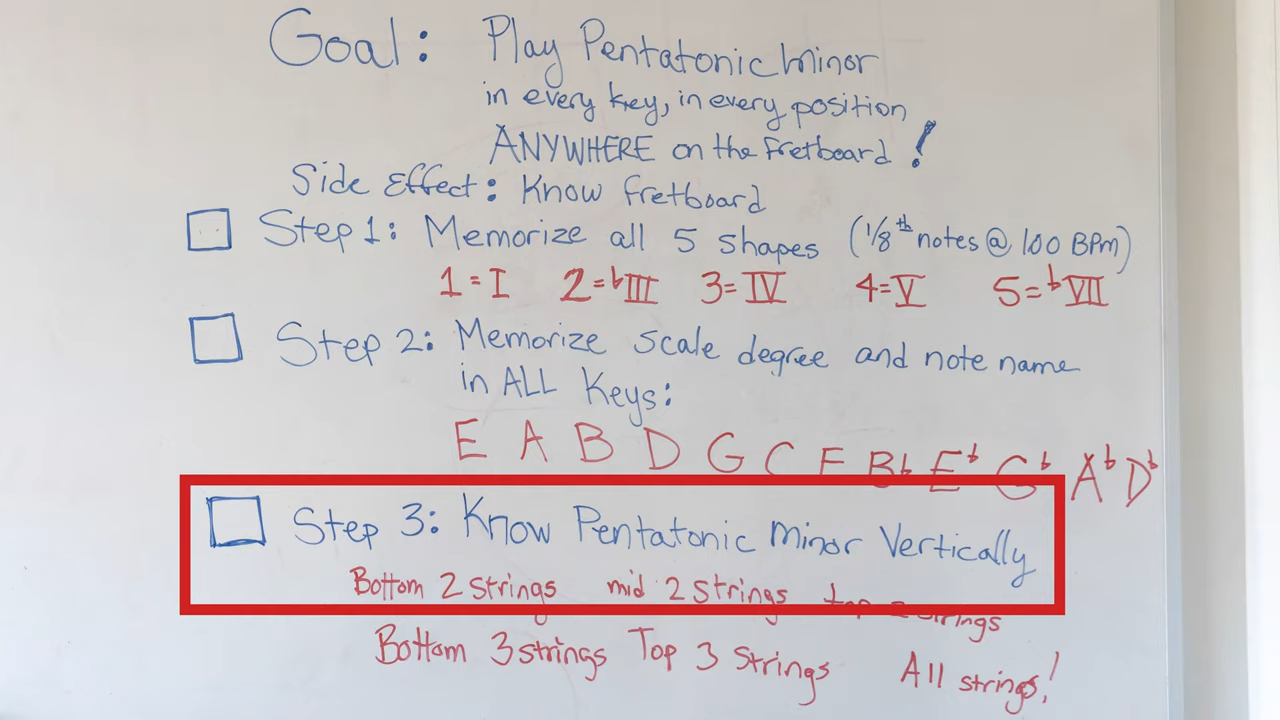 Goal: Play Pentatonic minor
in every key, in every position
ANYWHERE on the fretboard!
Side Effect: Know fretboard
Step 1: Memorize all 5 shapes (1/8th notes @ 100 BPM)
1=I 2=♭III 3=IV 4=V 5=♭VII
Step 2: Memorize scale degree and note name
in ALL Keys:
E A B D G C F B♭ E♭ G♭ A♭ D♭
Step 3: Know Pentatonic Minor Vertically
Bottom 2 strings mid 2 strings top 2 strings
Bottom 3 strings Top 3 strings All strings!